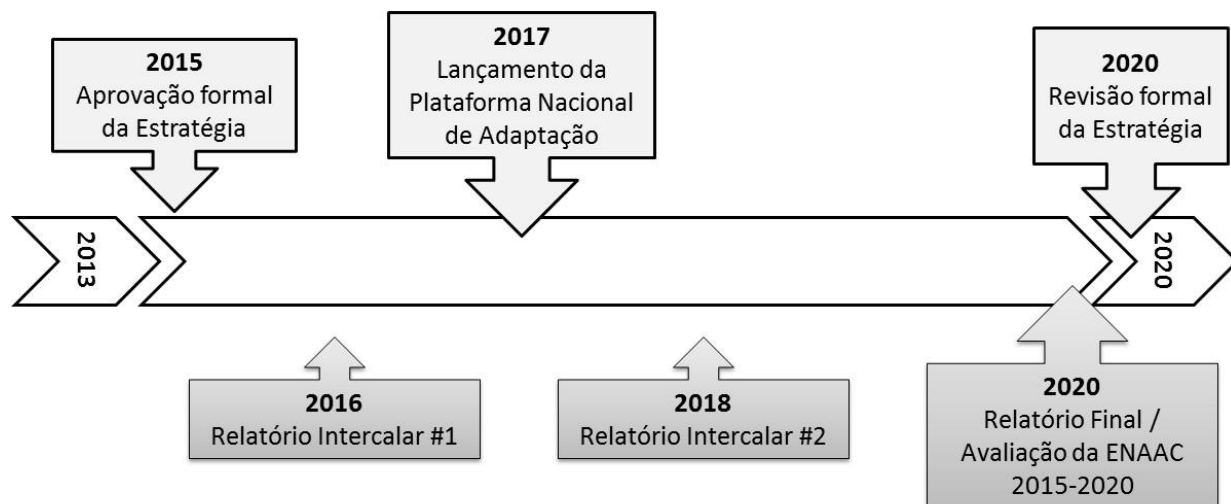 2015
Aprovação formal
da Estratégia
2017
Lançamento da
Plataforma Nacional
de Adaptação
2020
Revisão formal
da Estratégia
2013
2020
2016
Relatório Intercalar #1
2018
Relatório Intercalar #2
2020
Relatório Final /
Avaliação da ENAAC
2015-2020